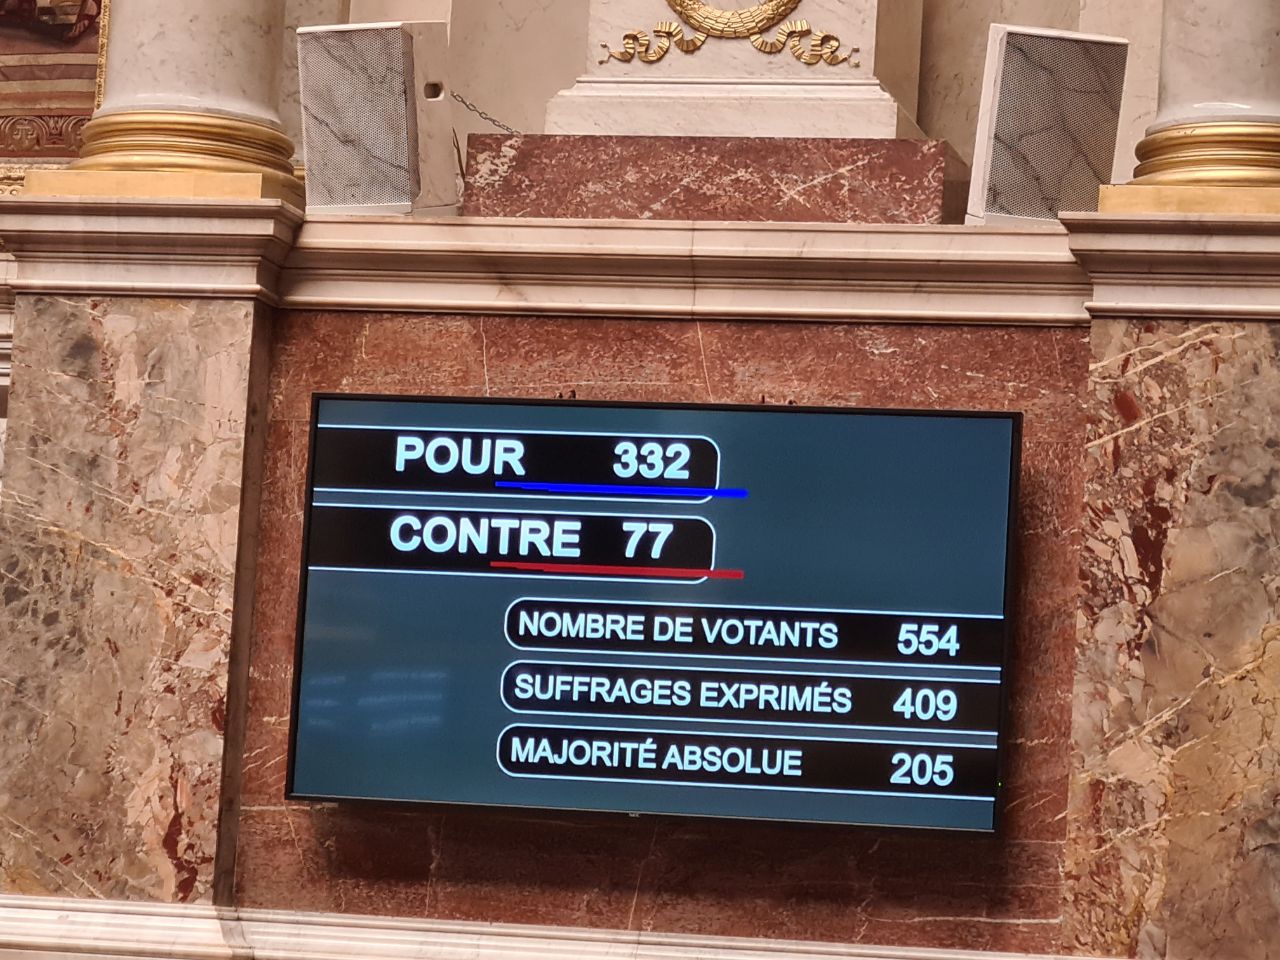 POUR 332
CONTRE 77
NOMBRE DE VOTANTS 554
SUFFRAGES EXPRIMÉS 409
MAJORITÉ ABSOLUE 205